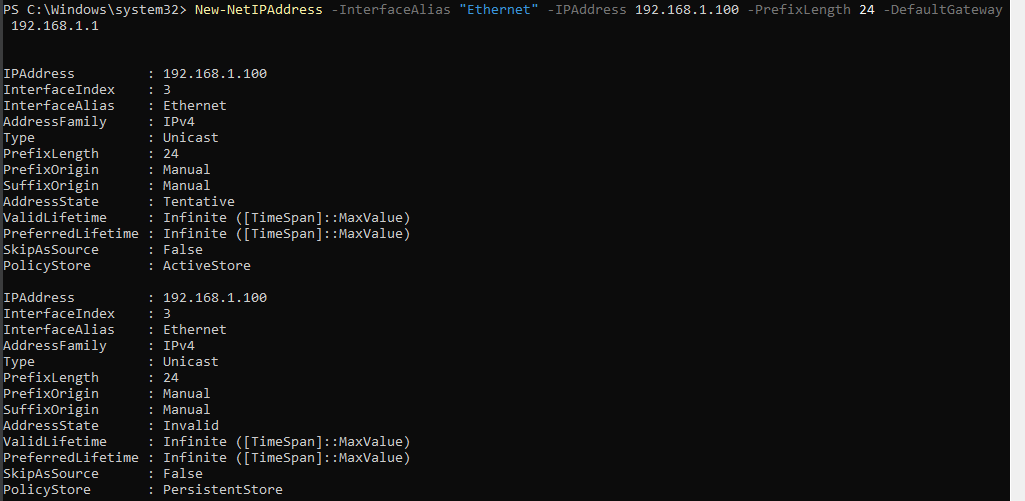 PS C:\Windows\system32> New-NetIPAddress -InterfaceAlias "Ethernet" -IPAddress 192.168.1.100 -PrefixLength 24 -DefaultGateway
192.168.1.1
IPAddress : 192.168.1.100
InterfaceIndex : 3
InterfaceAlias : Ethernet
AddressFamily : IPv4
Type : Unicast
PrefixLength : 24
PrefixOrigin : Manual
SuffixOrigin : Manual
AddressState : Tentative
ValidLifetime : Infinite ([TimeSpan]::MaxValue)
PreferredLifetime : Infinite ([TimeSpan]::MaxValue)
SkipAsSource : False
PolicyStore : ActiveStore
IPAddress : 192.168.1.100
InterfaceIndex : 3
InterfaceAlias : Ethernet
AddressFamily : IPv4
Type : Unicast
PrefixLength : 24
PrefixOrigin : Manual
SuffixOrigin : Manual
AddressState : Invalid
ValidLifetime : Infinite ([TimeSpan]::MaxValue)
PreferredLifetime : Infinite ([TimeSpan]::MaxValue)
SkipAsSource : False
PolicyStore : PersistentStore